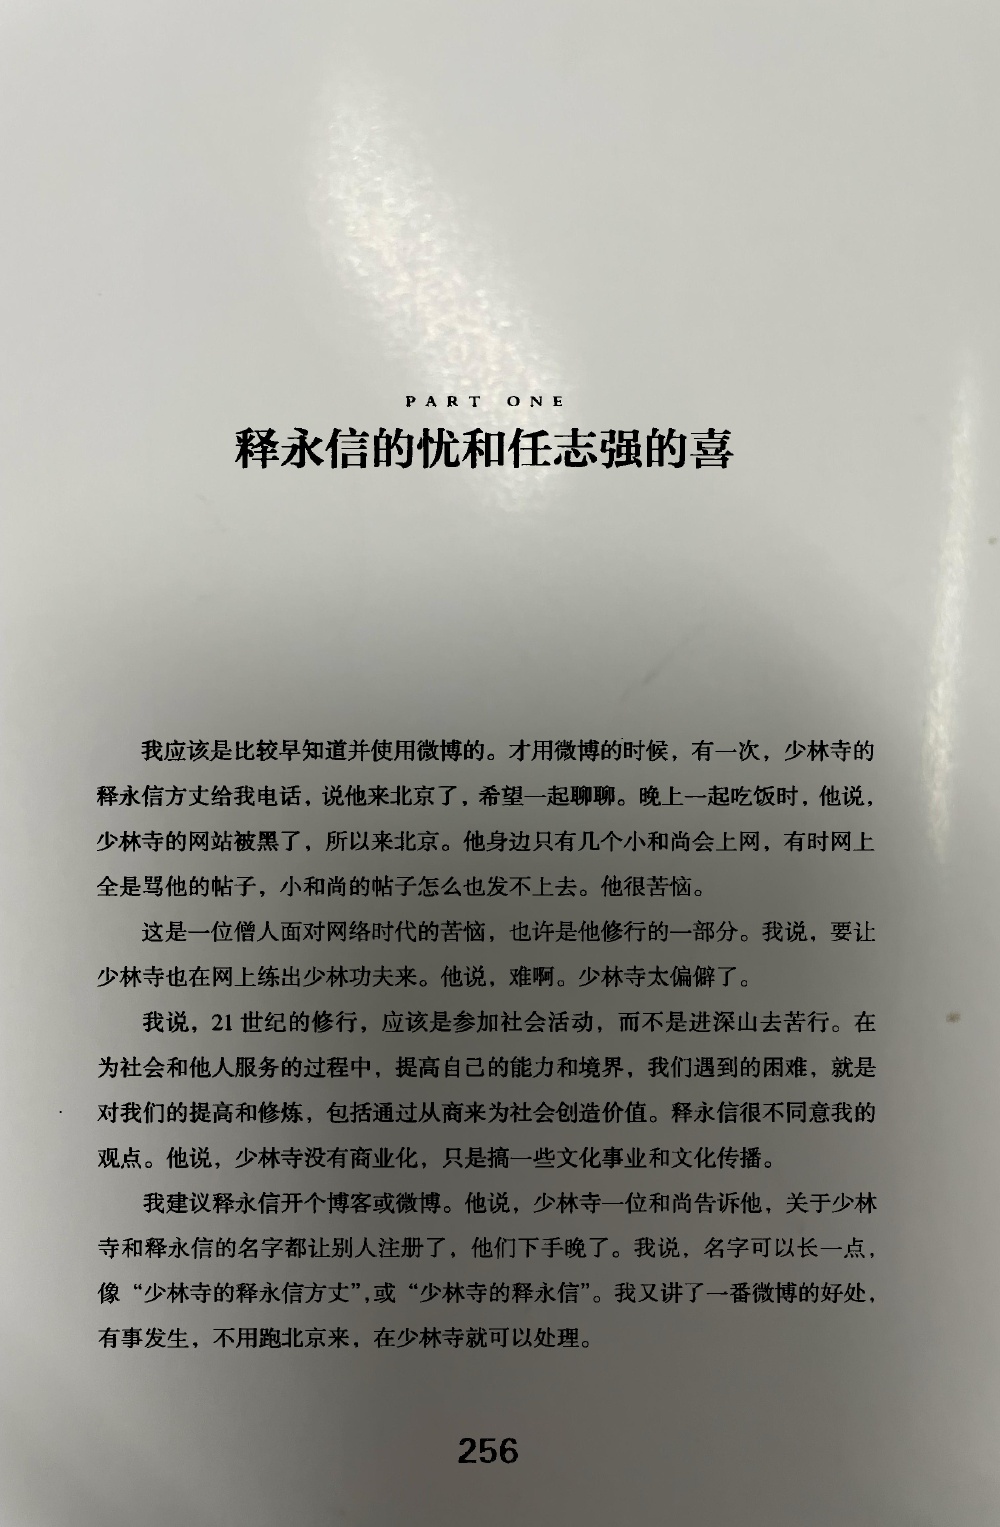 PART ONE
释永信的忧和任志强的喜
我应该是比较早知道并使用微博的。才用微博的时候，有一次，少林寺的
释永信方丈给我电话，说他来北京了，希望一起聊聊。晚上一起吃饭时，他说，
少林寺的网站被黑了，所以来北京。他身边只有几个小和尚会上网，有时网上
全是骂他的帖子，小和尚的帖子怎么也发不上去。他很苦恼。
这是一位僧人面对网络时代的苦恼，也许是他修行的一部分。我说，要让
少林寺也在网上练出少林功夫来。他说，难啊。少林寺太偏僻了。
我说，21世纪的修行，应该是参加社会活动，而不是进深山去苦行。在
为社会和他人服务的过程中，提高自己的能力和境界，我们遇到的困难，就是
对我们的提高和修炼，包括通过从商来为社会创造价值。释永信很不同意我的
观点。他说，少林寺没有商业化，只是搞一些文化事业和文化传播。
我建议释永信开个博客或微博。他说，少林寺一位和尚告诉他，关于少林
寺和释永信的名字都让别人注册了，他们下手晚了。我说，名字可以长一点，
像“少林寺的释永信方丈”,或“少林寺的释永信”。我又讲了一番微博的好处，
有事发生，不用跑北京来，在少林寺就可以处理。
256